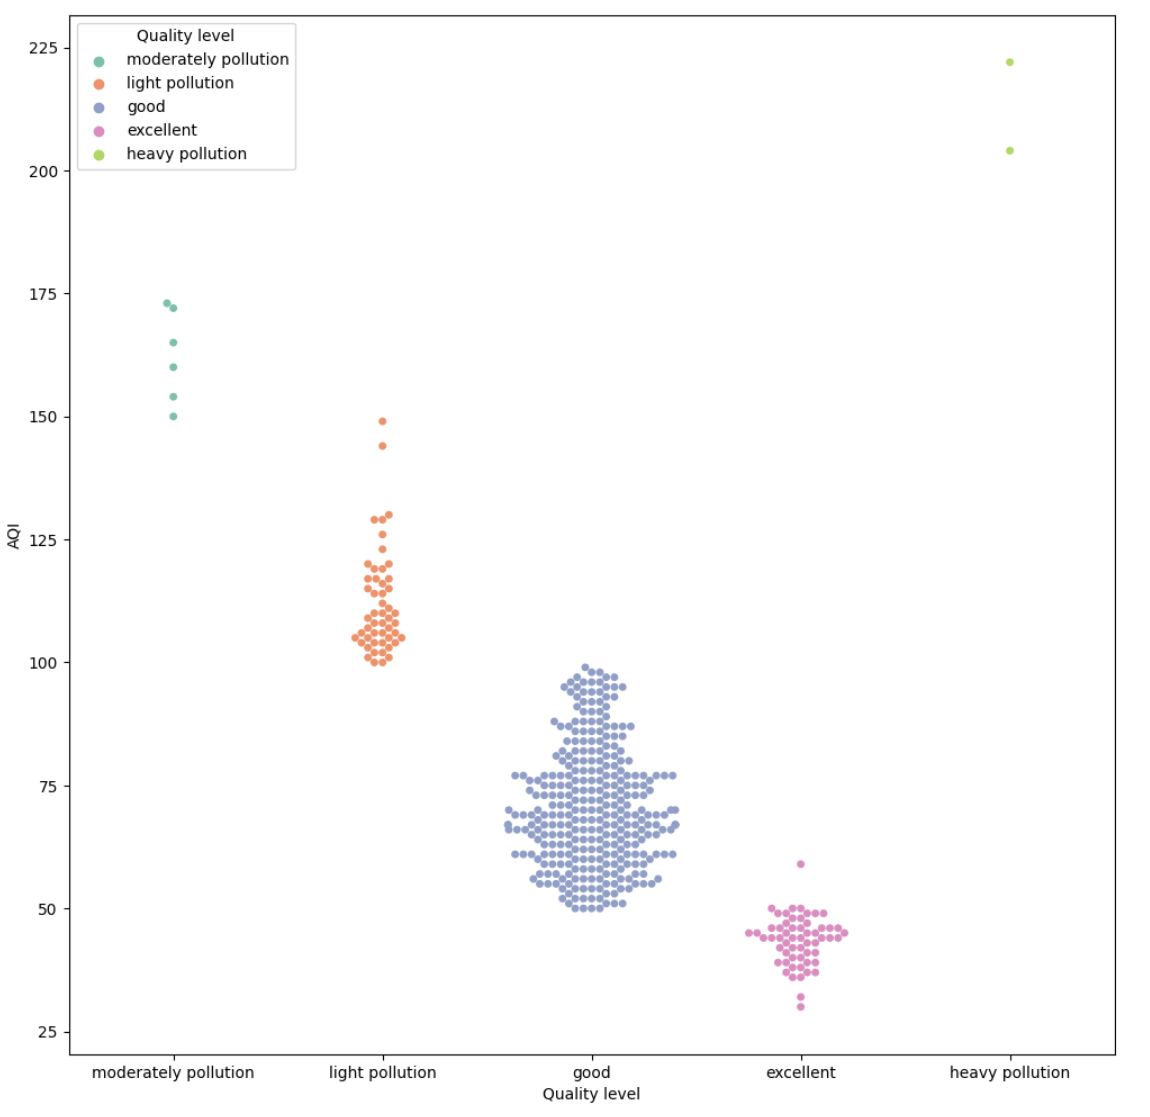 Quality level
moderately pollution
light pollution
good
excellent
heavy pollution
225
200
175
150
125
100
75
50
25
AQI
moderately pollution light pollution good excellent heavy pollution
Quality level